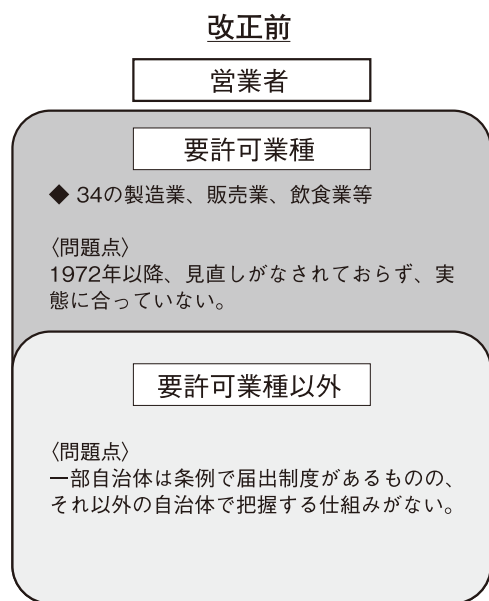 改正前
営業者
要許可業種
◆ 34の製造業、販売業、飲食業等
〈問題点〉
1972年以降、見直しがなされておらず、実
態に合っていない。
要許可業種以外
〈問題点〉
一部自治体は条例で届出制度があるものの、
それ以外の自治体で把握する仕組みがない。